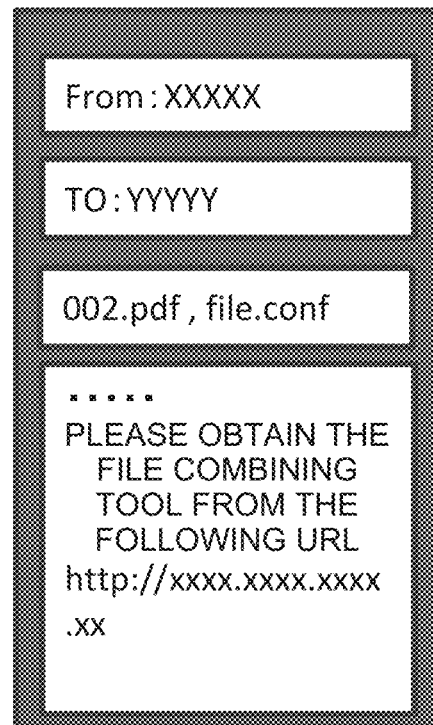 From : XXXXX
TO : YYYYY
002.pdf , file.conf
.....
PLEASE OBTAIN THE
FILE COMBINING
TOOL FROM THE
FOLLOWING URL
http://xxxx.xxxx.xxxx
.xx